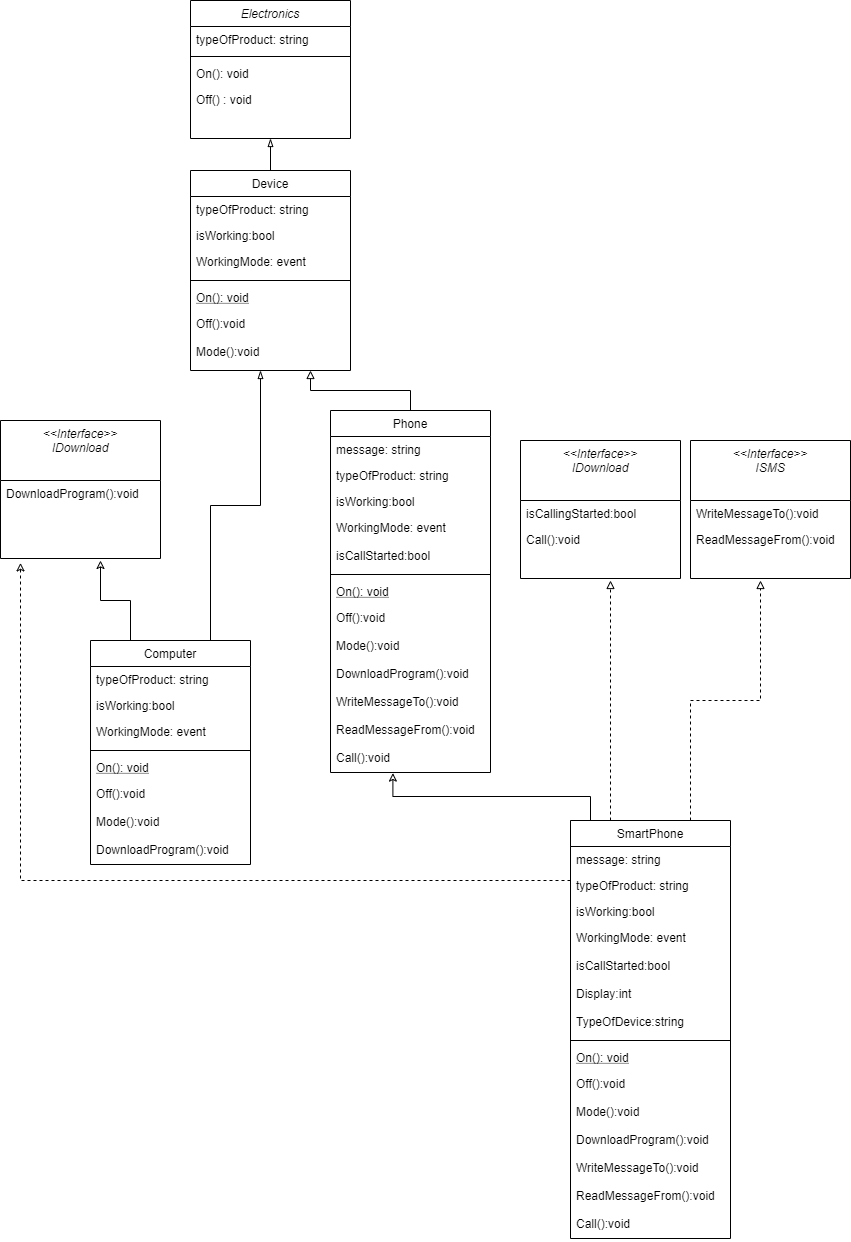 Electronics
typeOfProduct: string
On(): void
Off() : void
Device
typeOfProduct: string
isWorking:bool
WorkingMode: event
On(): void
Off():void
Mode():void
<<Interface>>
IDownload
DownloadProgram():void
Phone
message: string
typeOfProduct: string
isWorking:bool
WorkingMode: event
isCallStarted:bool
On(): void
Off():void
Mode():void
DownloadProgram():void
WriteMessageTo():void
ReadMessageFrom():void
Call():void
<<Interface>>
IDownload
isCallingStarted:bool
Call():void
<<Interface>>
ISMS
WriteMessageTo():void
ReadMessageFrom():void
Computer
typeOfProduct: string
isWorking:bool
WorkingMode: event
On(): void
Off():void
Mode():void
DownloadProgram():void
SmartPhone
message: string
typeOfProduct: string
isWorking:bool
WorkingMode: event
isCallStarted:bool
Display:int
TypeOfDevice:string
On(): void
Off():void
Mode():void
DownloadProgram():void
WriteMessageTo():void
ReadMessageFrom():void
Call():void